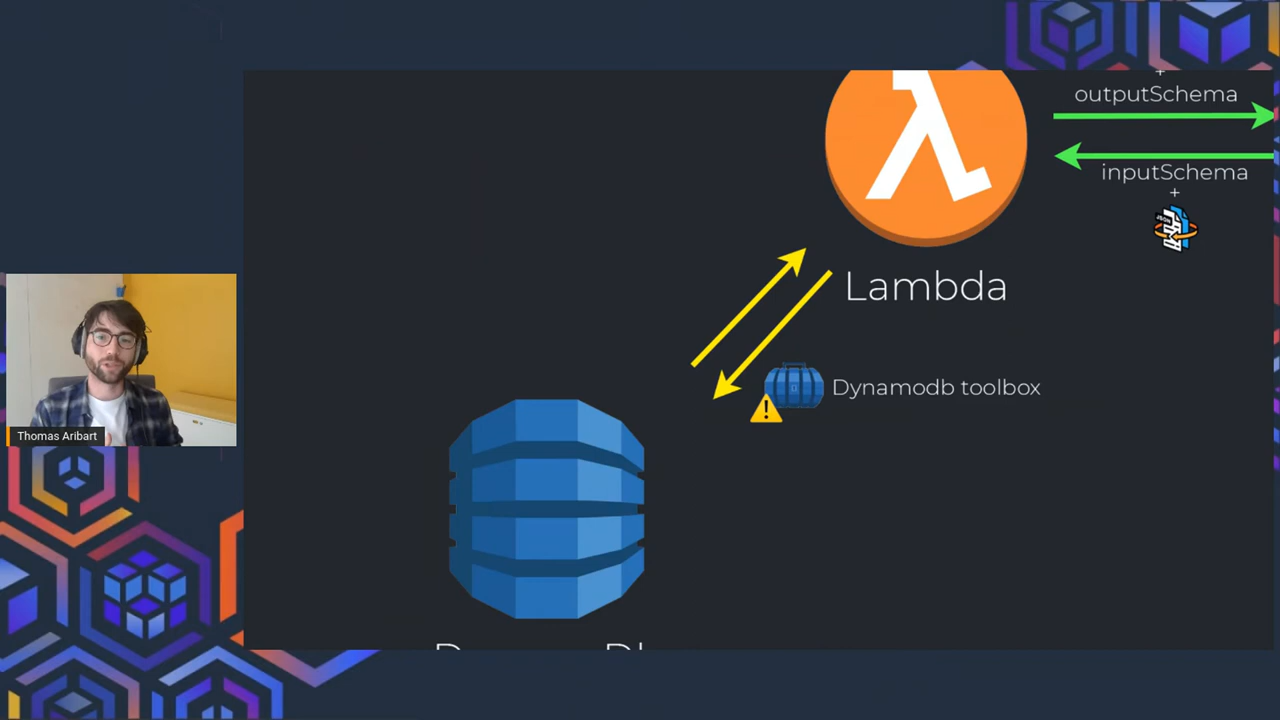 +
outputSchema
inputSchema
+
Lambda
Dynamodb toolbox
Thomas Aribart